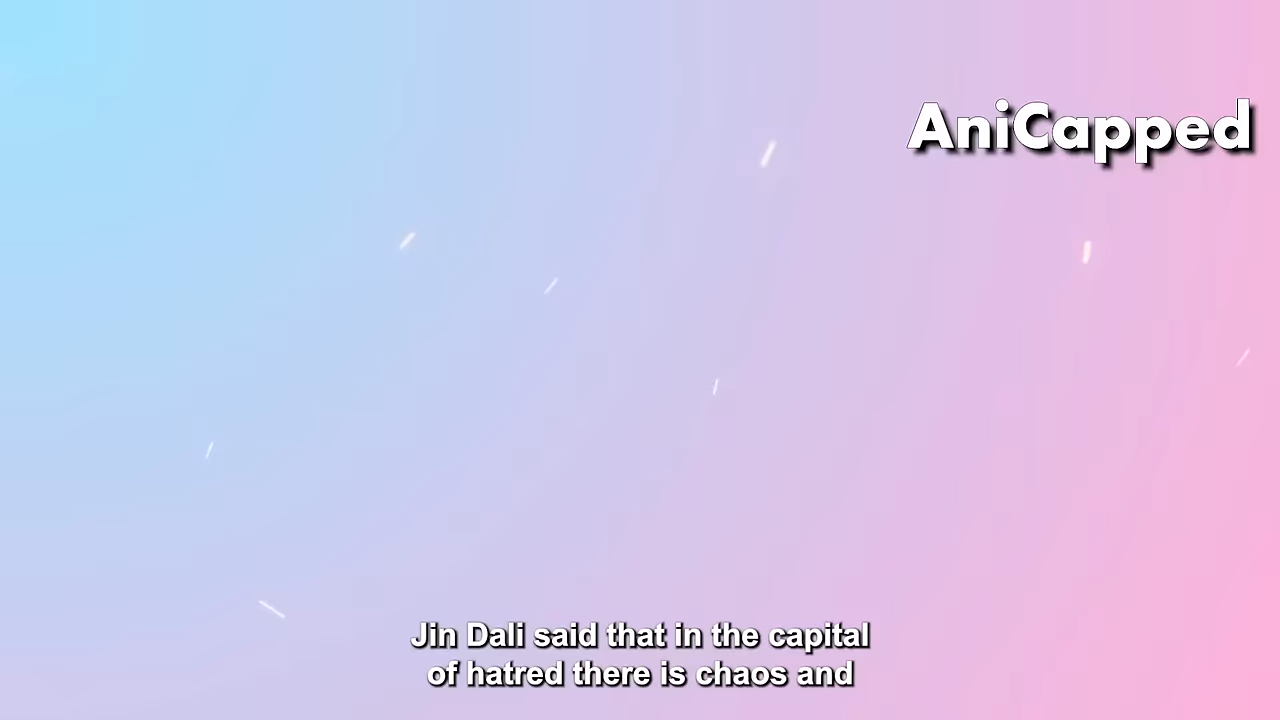 AniCapped
Jin Dali said that in the capital
of hatred there is chaos and